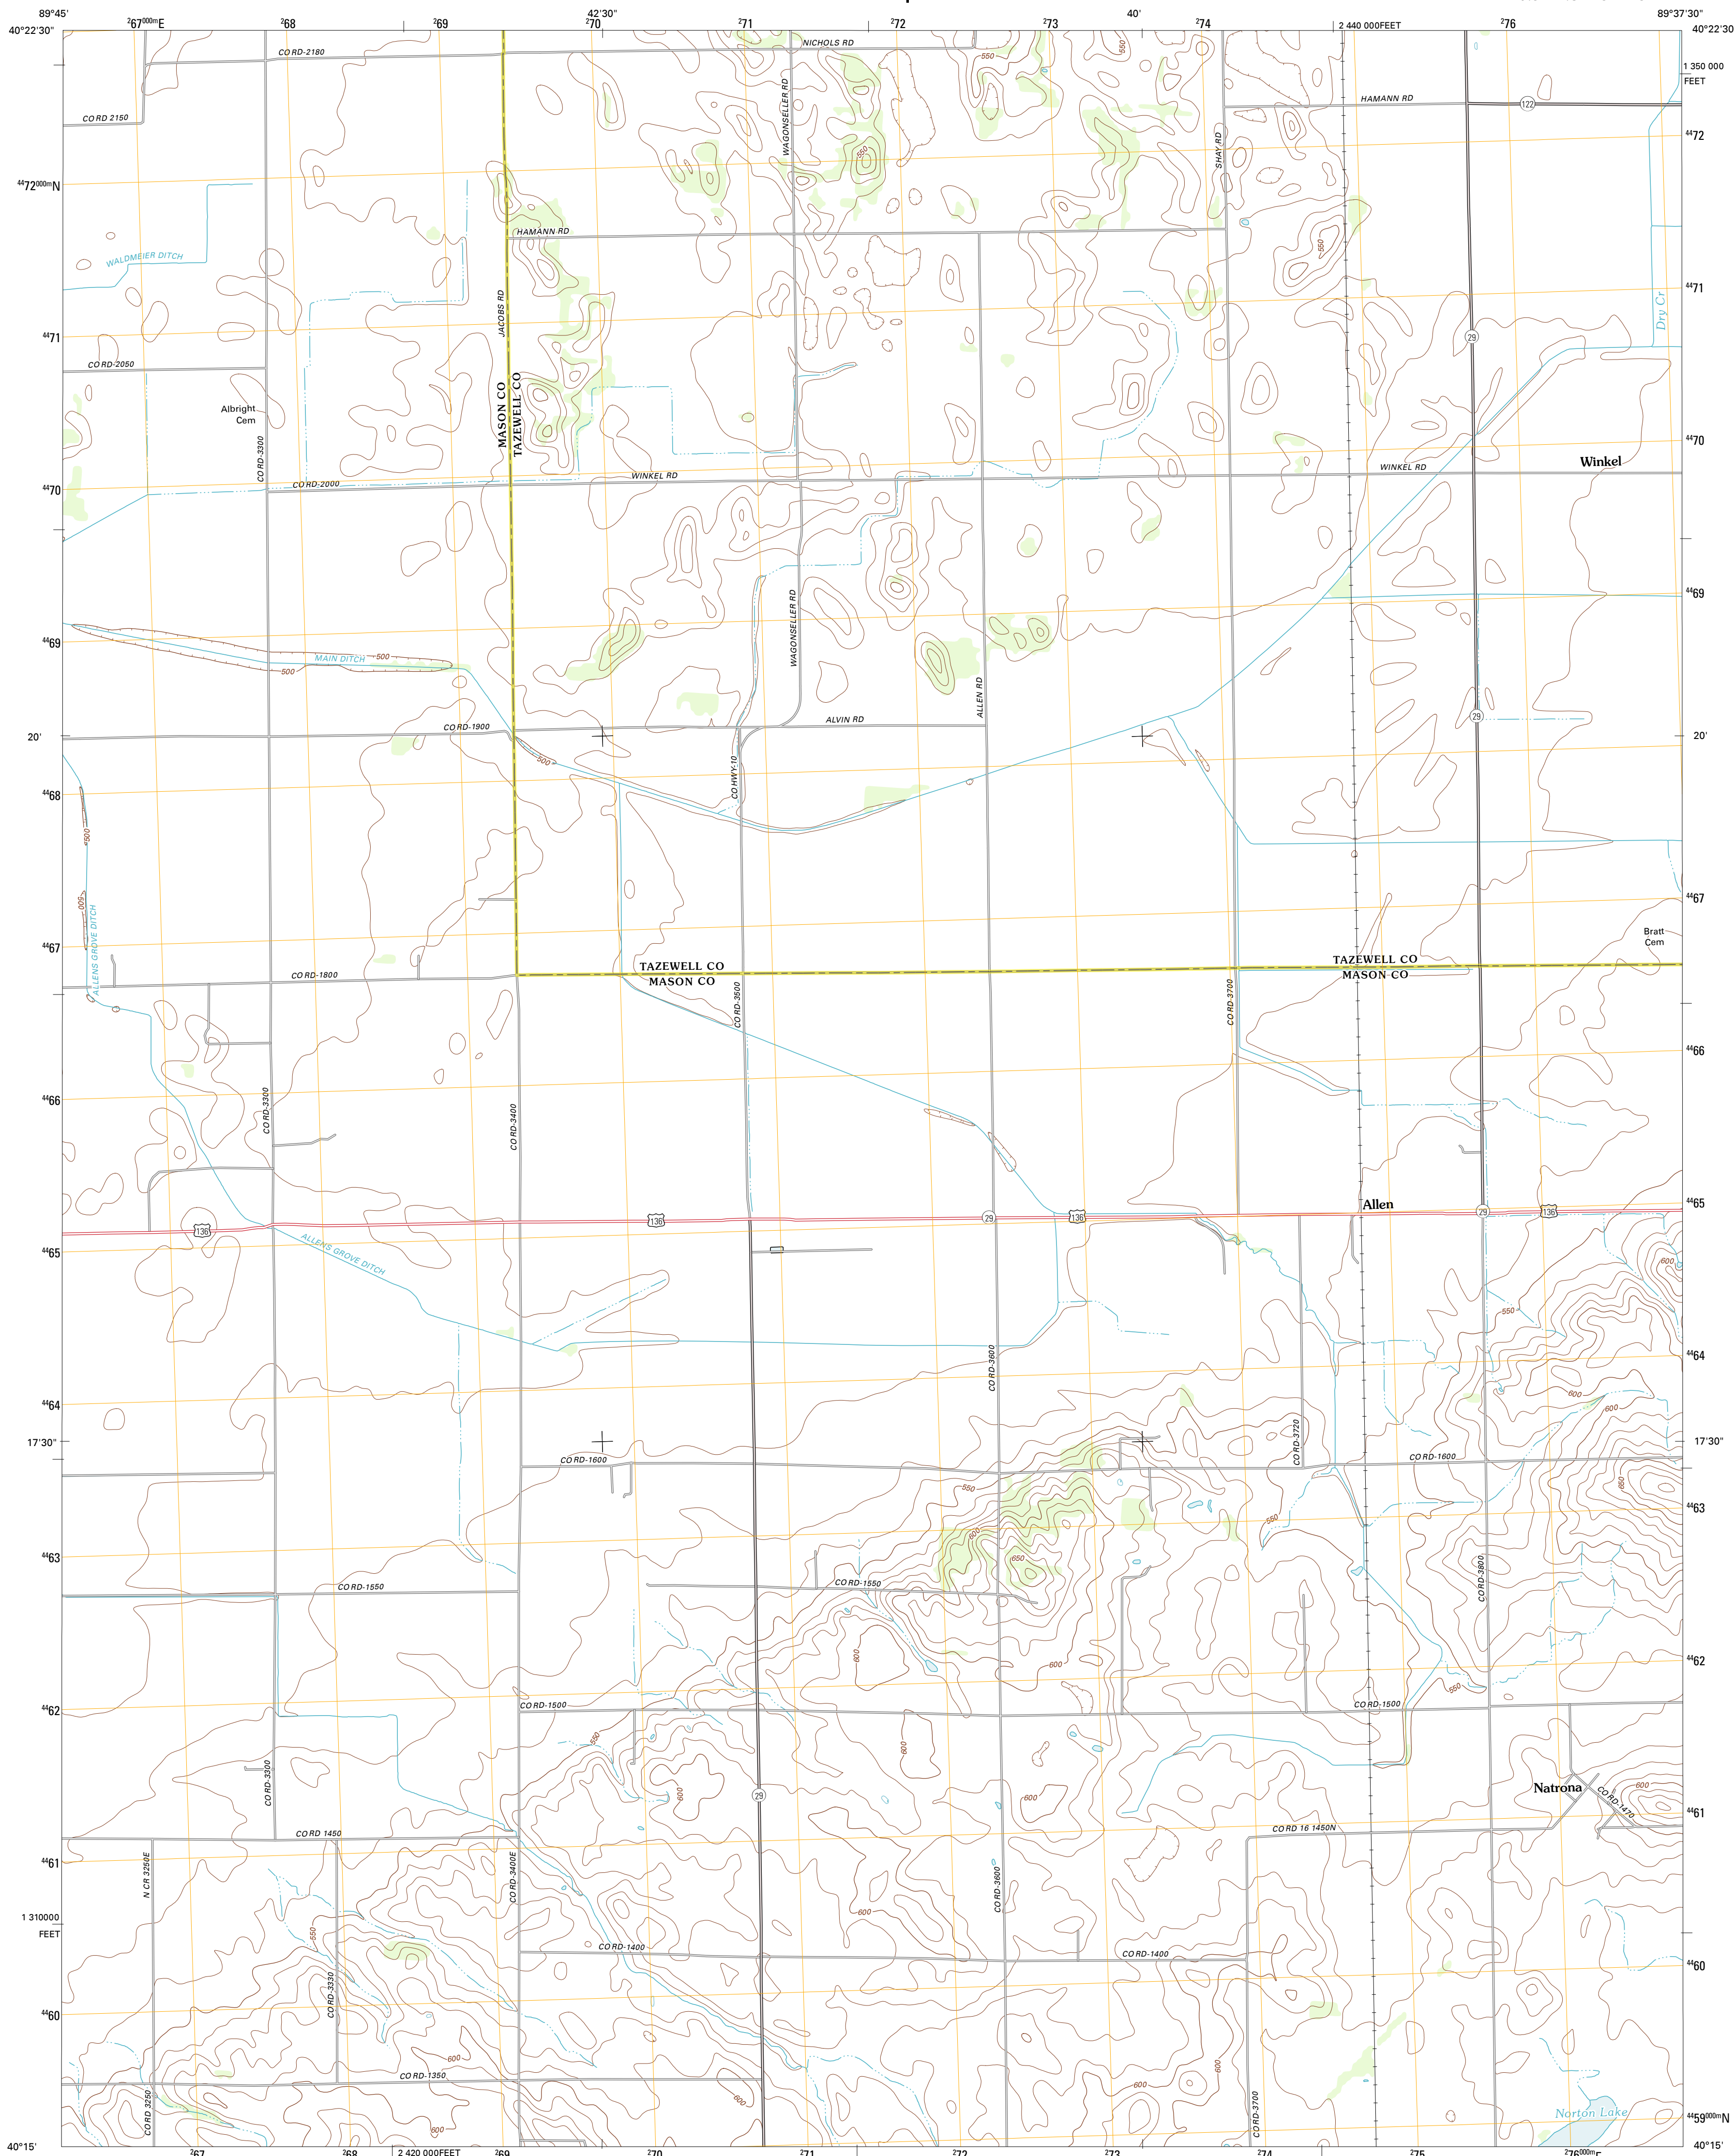 89°45'
²67⁰⁰⁰ᵐE
²68
²69
42'30"
²70
²71
²72
²73
40'
²74
2 440 000FEET
²76
89°37'30"
40°22'30"
40°22'30
1 350 000
FEET
CO RD-2180
NICHOLS RD
550
550
HAMANN RD
122
CO RD 2150
WAGONSELLER RD
SHAY RD
550
⁴⁴72
⁴⁴72⁰⁰⁰ᵐN
HAMANN RD
550
WALDMEIER DITCH
JACOBS RD
⁴⁴71
Dry Cr
⁴⁴71
29
CO RD-2050
MASON CO
TAZEWELL CO
Albright
Cem
CO RD-3300
⁴⁴70
Winkel
WINKEL RD
WINKEL RD
CO RD-2000
⁴⁴70
⁴⁴69
WAGONSELLER RD
⁴⁴69
MAIN DITCH
500
500
ALLEN RD
29
CO RD-1900
ALVIN RD
20'
20'
500
CO HWY-10
⁴⁴68
500
500
ALLENS GROVE DITCH
⁴⁴67
Bratt
Cem
⁴⁴67
TAZEWELL CO
MASON CO
TAZEWELL CO
MASON CO
CO RD-1800
CO RD-3500
CO RD-3700
⁴⁴66
⁴⁴66
CO RD-3300
CO RD-3400
Allen
⁴⁴65
136
136
29
136
29
136
ALLENS GROVE DITCH
⁴⁴65
600
550
CO RD-3600
⁴⁴64
600
600
⁴⁴64
17'30"
17'30"
CO RD-3720
CO RD-1600
CO RD-1600
550
650
⁴⁴63
550
600
650
⁴⁴63
CO RD-1550
CO RD-1550
CO RD-3800
600
600
⁴⁴62
550
⁴⁴62
CO RD-1500
CO RD-1500
550
600
CO RD-3300
600
29
600
Natrona
600
CO RD-1470
⁴⁴61
CO RD 1450
CO RD 16 1450N
⁴⁴61
N CR 3250E
CO RD-3400E
CO RD-3600
600
1 310000
FEET
550
CO RD-1400
CO RD-1400
⁴⁴60
CO RD-3330
⁴⁴60
600
600
CO RD-1350
600
CO RD 3250
600
CO RD-3700
Norton Lake
⁴⁴59⁰⁰⁰ᵐN
40°15'
40°15'
²67
²68
2 420 000FEET
²69
²70
²71
²72
²73
²74
²75
²76⁰⁰⁰ᵐE